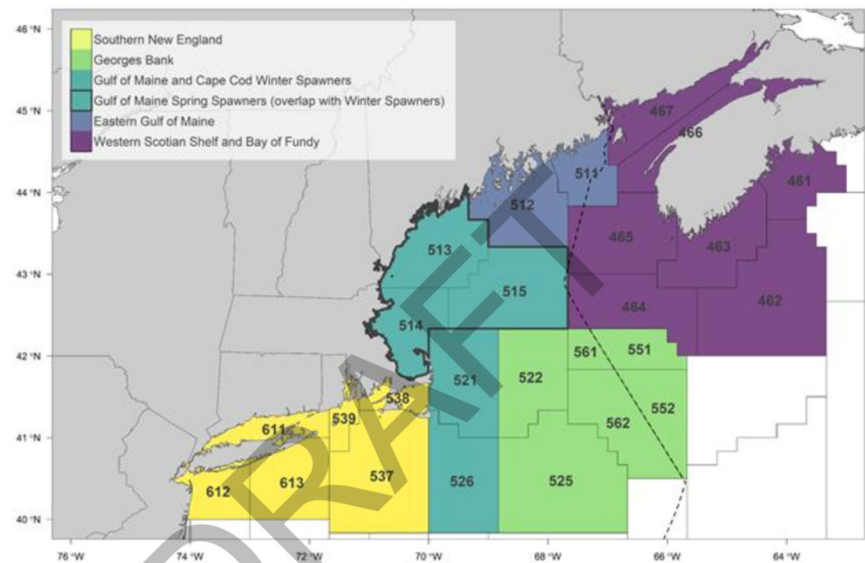 46 °N
45 °N
44 °N
43 °N
42 °N
41 °N
40 °N
Southern New England
Georges Bank
Gulf of Maine and Cape Cod Winter Spawners
Gulf of Maine Spring Spawners (overlap with Winter Spawners)
Eastern Gulf of Maine
Western Scotian Shelf and Bay of Fundy
467
466
511
461
512
465
463
513
515
464
462
514
561
551
521
522
538
552
539
562
611
537
526
525
613
612
DRAFT
76 °W
74 °W
72 °W
70 °W
68 °W
66 °W
64 °W